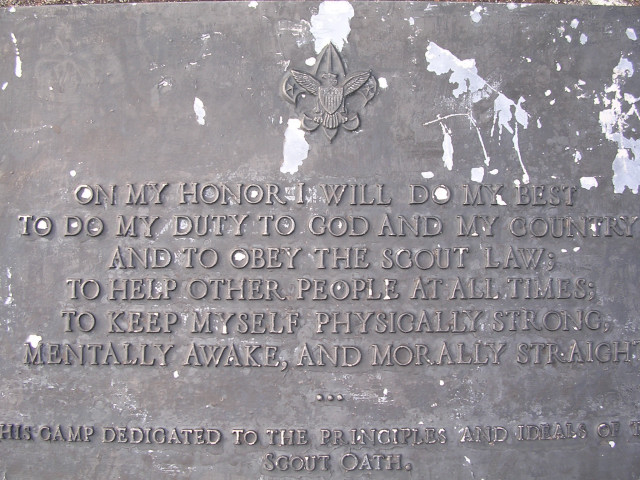 ON MY HONOR I WILL DO MY BEST
TO DO MY DUTY TO GOD AND MY COUNTRY
AND TO OBEY THE SCOUT LAW;
TO HELP OTHER PEOPLE AT ALL TIMES;
TO KEEP MYSELF PHYSICALLY STRONG,
MENTALLY AWAKE, AND MORALLY STRAIGHT
...
HIS CAMP DEDICATED TO THE PRINCIPLES AND IDEALS OF T
SCOUT OATH.